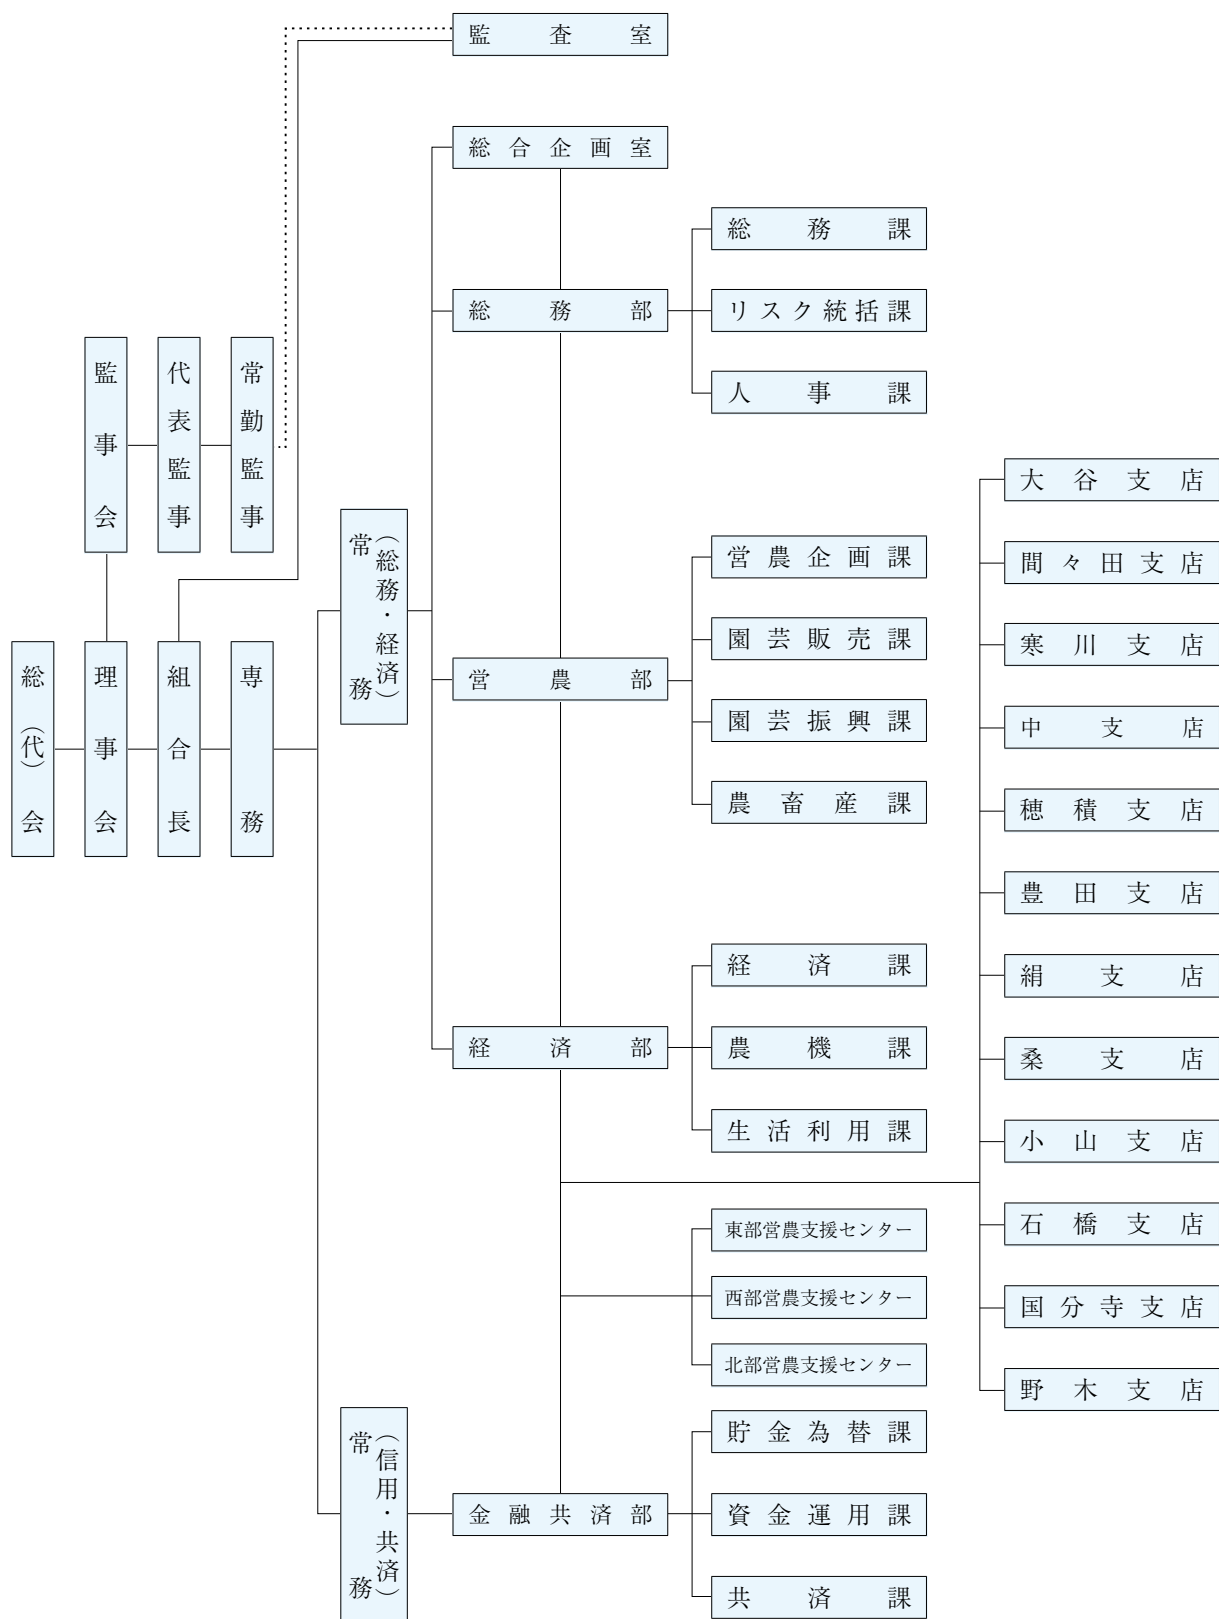 監査室
総合企画室
総務部
総務課
リスク統括課
人事課
監事会
代表監事
常勤監事
総(代)会
理事会
組合長
専務
常務(総務・経済)
営農部
営農企画課
園芸販売課
園芸振興課
農畜産課
経済部
経済課
農機課
生活利用課
東部営農支援センター
西部営農支援センター
北部営農支援センター
常務(信用・共済)
金融共済部
貯金為替課
資金運用課
共済課
大谷支店
間々田支店
寒川支店
中支店
穂積支店
豊田支店
絹支店
桑支店
小山支店
石橋支店
国分寺支店
野木支店